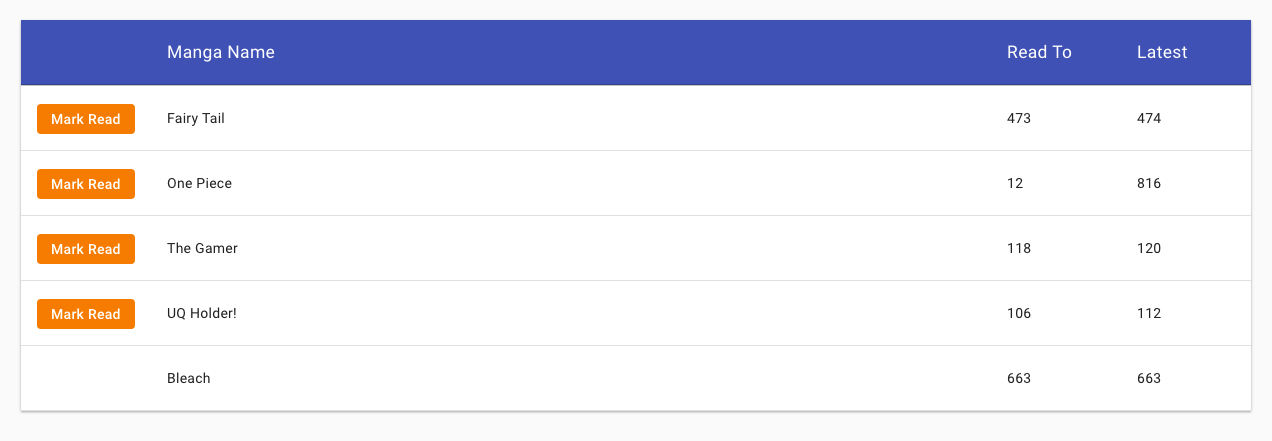 Manga Name Read To Latest
Mark Read Fairy Tail 473 474
Mark Read One Piece 12 816
Mark Read The Gamer 118 120
Mark Read UQ Holder! 106 112
Bleach 663 663